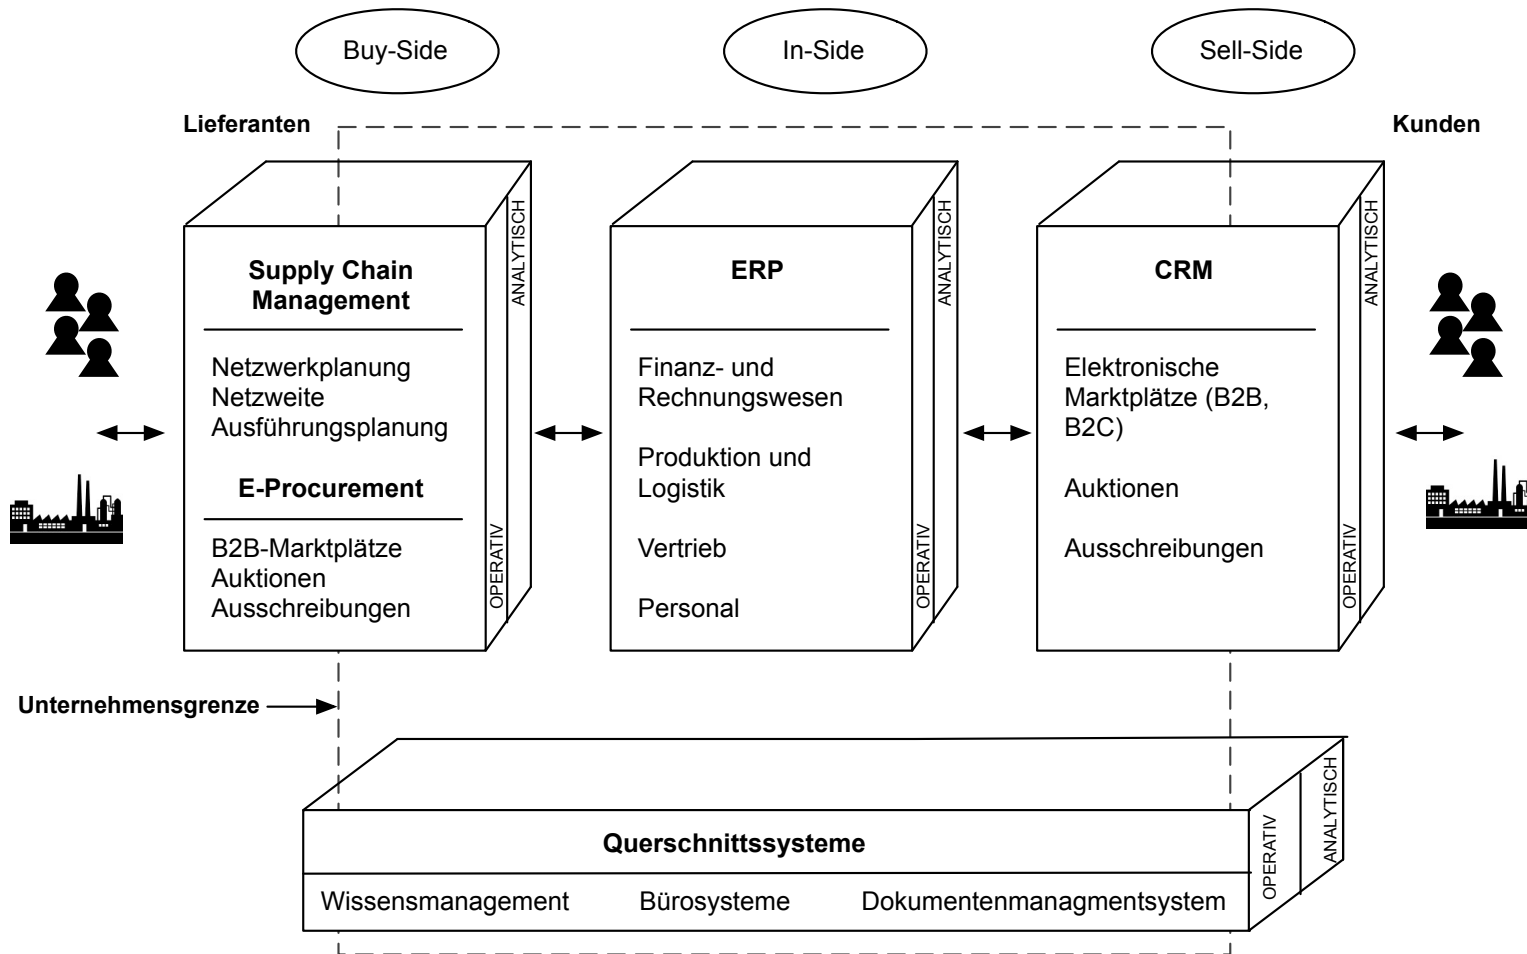 Buy-Side
In-Side
Sell-Side
Lieferanten
Kunden
Supply Chain
Management
Netzwerkplanung
Netzweite
Ausführungsplanung
E-Procurement
B2B-Marktplätze
Auktionen
Ausschreibungen
ANALYTISCH
OPERATIV
ERP
Finanz- und
Rechnungswesen
Produktion und
Logistik
Vertrieb
Personal
ANALYTISCH
OPERATIV
CRM
Elektronische
Marktplätze (B2B,
B2C)
Auktionen
Ausschreibungen
ANALYTISCH
OPERATIV
Unternehmensgrenze
Querschnittssysteme
Wissensmanagement
Bürosysteme
Dokumentenmanagmentsystem
OPERATIV
ANALYTISCH